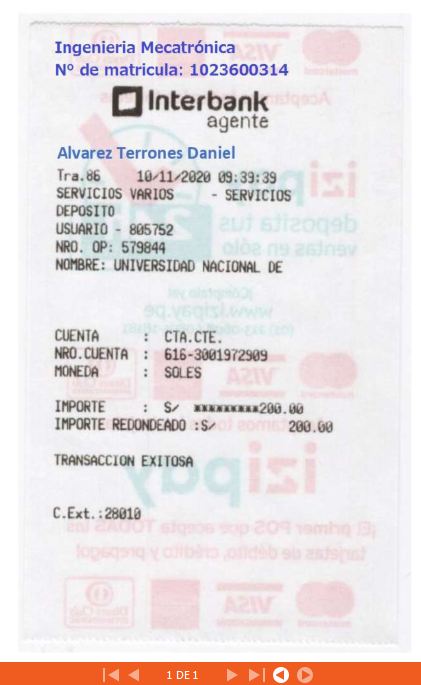 Ingenieria Mecatrónica
N° de matricula: 1023600314
Interbank
agente
Alvarez Terrones Daniel
Tra.86 10/11/2020 09:39:39
SERVICIOS VARIOS - SERVICIOS
DEPOSITO
USUARIO - 805752
NRO. OP: 579844
NOMBRE: UNIVERSIDAD NACIONAL DE
CUENTA : CTA.CTE.
NRO.CUENTA : 616-3001972909
MONEDA : SOLES
IMPORTE : S/ *********200.00
IMPORTE REDONDEADO :S/ 200.00
TRANSACCION EXITOSA
C.Ext.:28010
izipay
deposita tus
ventas en sólo
www.izipay.pe
izipay
¡El primer POS que acepta TODAS las
tarjetas de débito, crédito y prepago!
VISA
1 DE 1